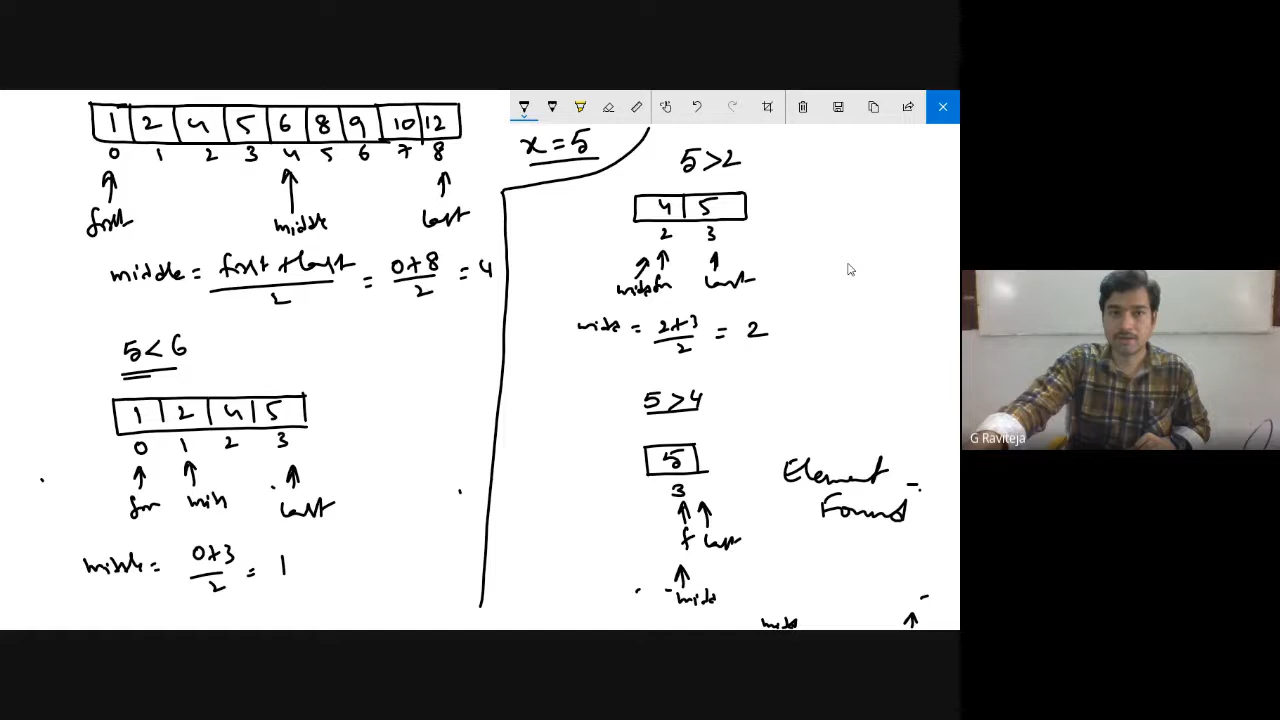 1 2 4 5 6 8 9 10 12
0 1 2 3 4 5 6 7 8
first middle last
middle = first + last / 2 = 0+8 / 2 = 4
5 < 6
1 2 4 5
0 1 2 3
last
middle = 0+3 / 2 = 1
x = 5
5 > 2
4 5
2 3
last
= 2+3 / 2 = 2
5 > 4
5
3
f last
Element
Found
G Raviteja